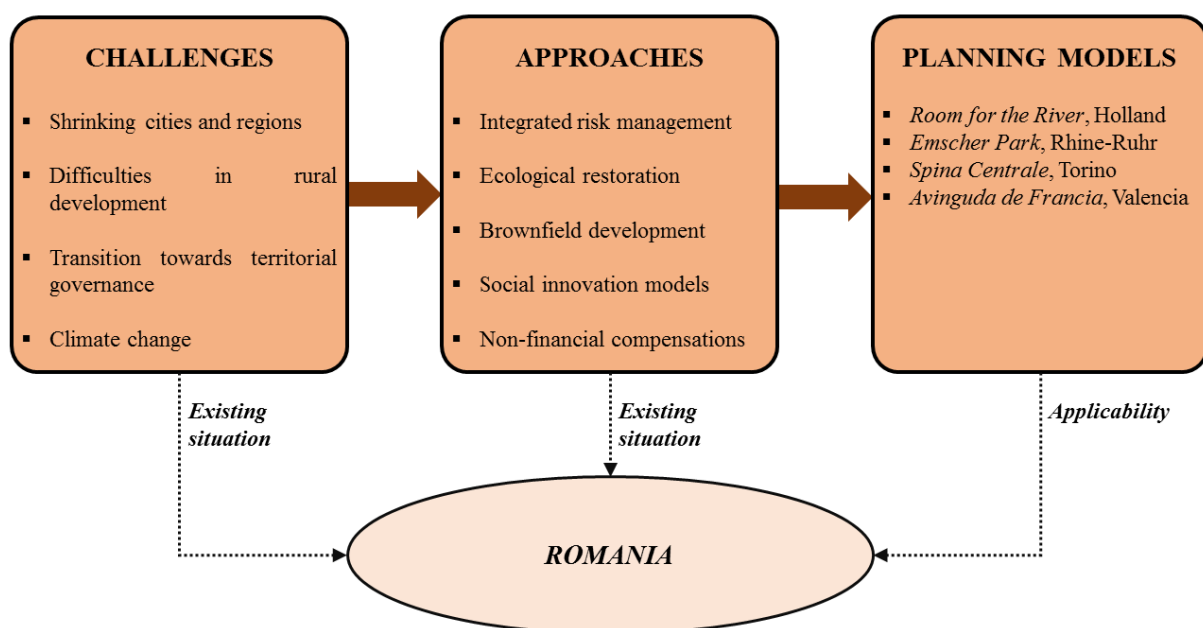 CHALLENGES
▪ Shrinking cities and regions
▪ Difficulties in rural
development
▪ Transition towards territorial
governance
▪ Climate change
APPROACHES
▪ Integrated risk management
▪ Ecological restoration
▪ Brownfield development
▪ Social innovation models
▪ Non-financial compensations
PLANNING MODELS
▪ Room for the River, Holland
▪ Emscher Park, Rhine-Ruhr
▪ Spina Centrale, Torino
▪ Avinguda de Francia, Valencia
Existing
situation
Existing
situation
Applicability
ROMANIA